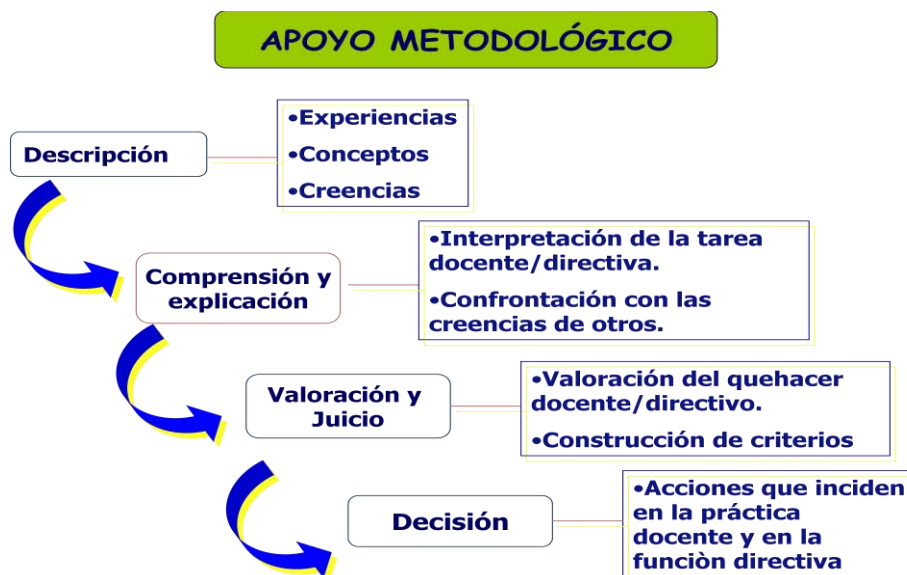 APOYO METODOLÓGICO
Descripción
•Experiencias
•Conceptos
•Creencias
Comprensión y
explicación
•Interpretación de la tarea
docente/directiva.
•Confrontación con las
creencias de otros.
Valoración y
Juicio
•Valoración del quehacer
docente/directivo.
•Construcción de criterios
Decisión
•Acciones que inciden
en la práctica
docente y en la
funciòn directiva